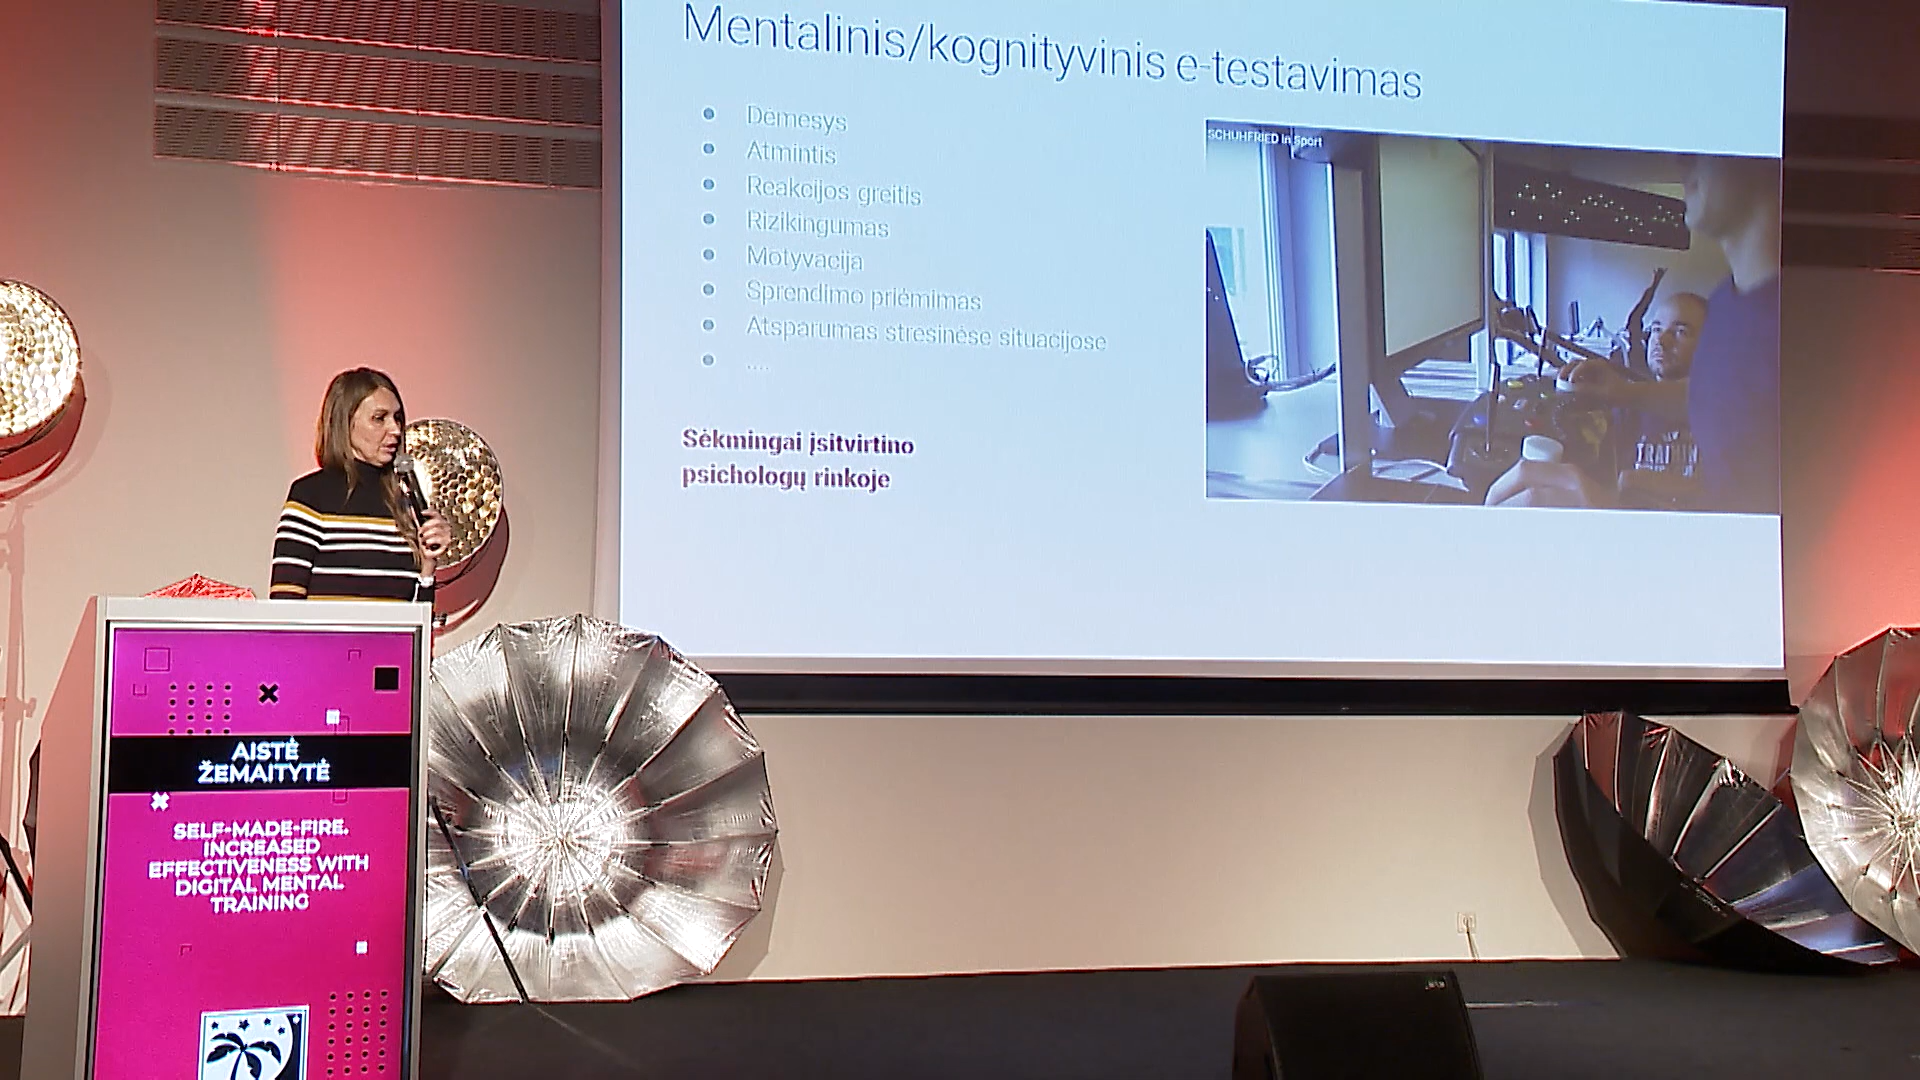 Mentalinis/kognityvinis e-testavimas
Dėmesys
Atmintis
Reakcijos greitis
Rizikingumas
Motyvacija
Sprendimo priėmimas
Atsparumas stresinėse situacijose
....
Sėkmingai įsitvirtino
psichologų rinkoje
SCHUHFRIED in Sport
TRAININ
AISTĖ
ŽEMAITYTĖ
SELF-MADE-FIRE.
INCREASED
EFFECTIVENESS WITH
DIGITAL MENTAL
TRAINING